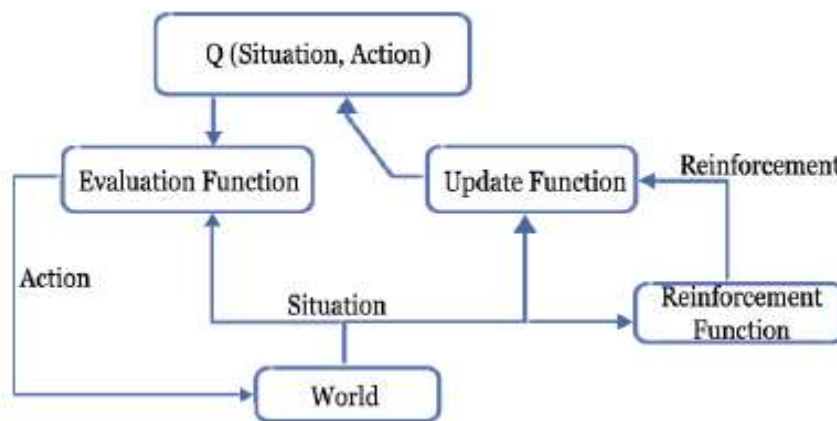 Q (Situation, Action)
Evaluation Function
Update Function
Reinforcement
Action
Situation
Reinforcement
Function
World